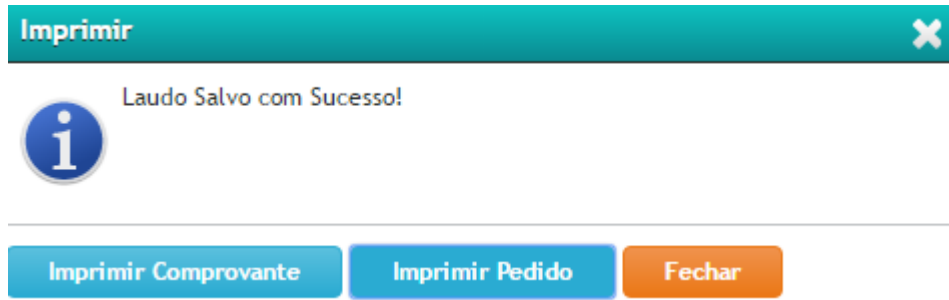 Imprimir
Laudo Salvo com Sucesso!
Imprimir Comprovante Imprimir Pedido Fechar